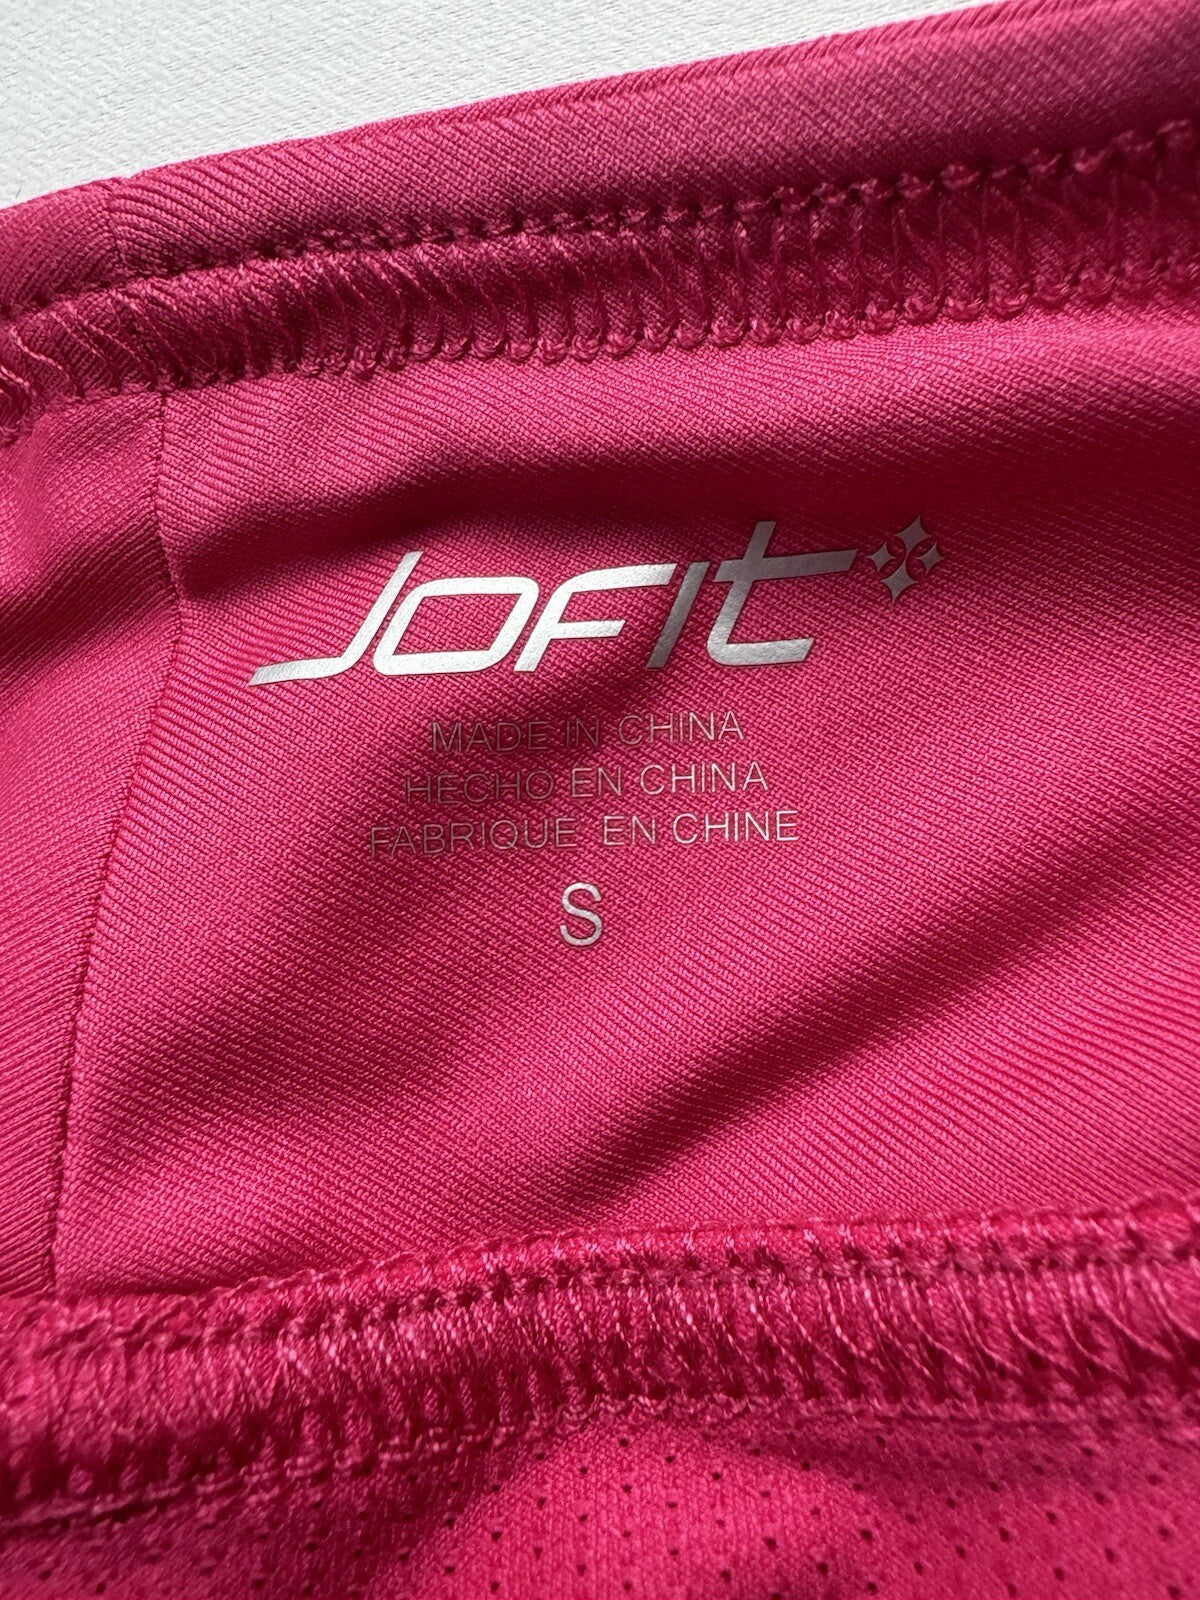 JOFIT
MADE IN CHINA
HECHO EN CHINA
FABRIQUE EN CHINE
S